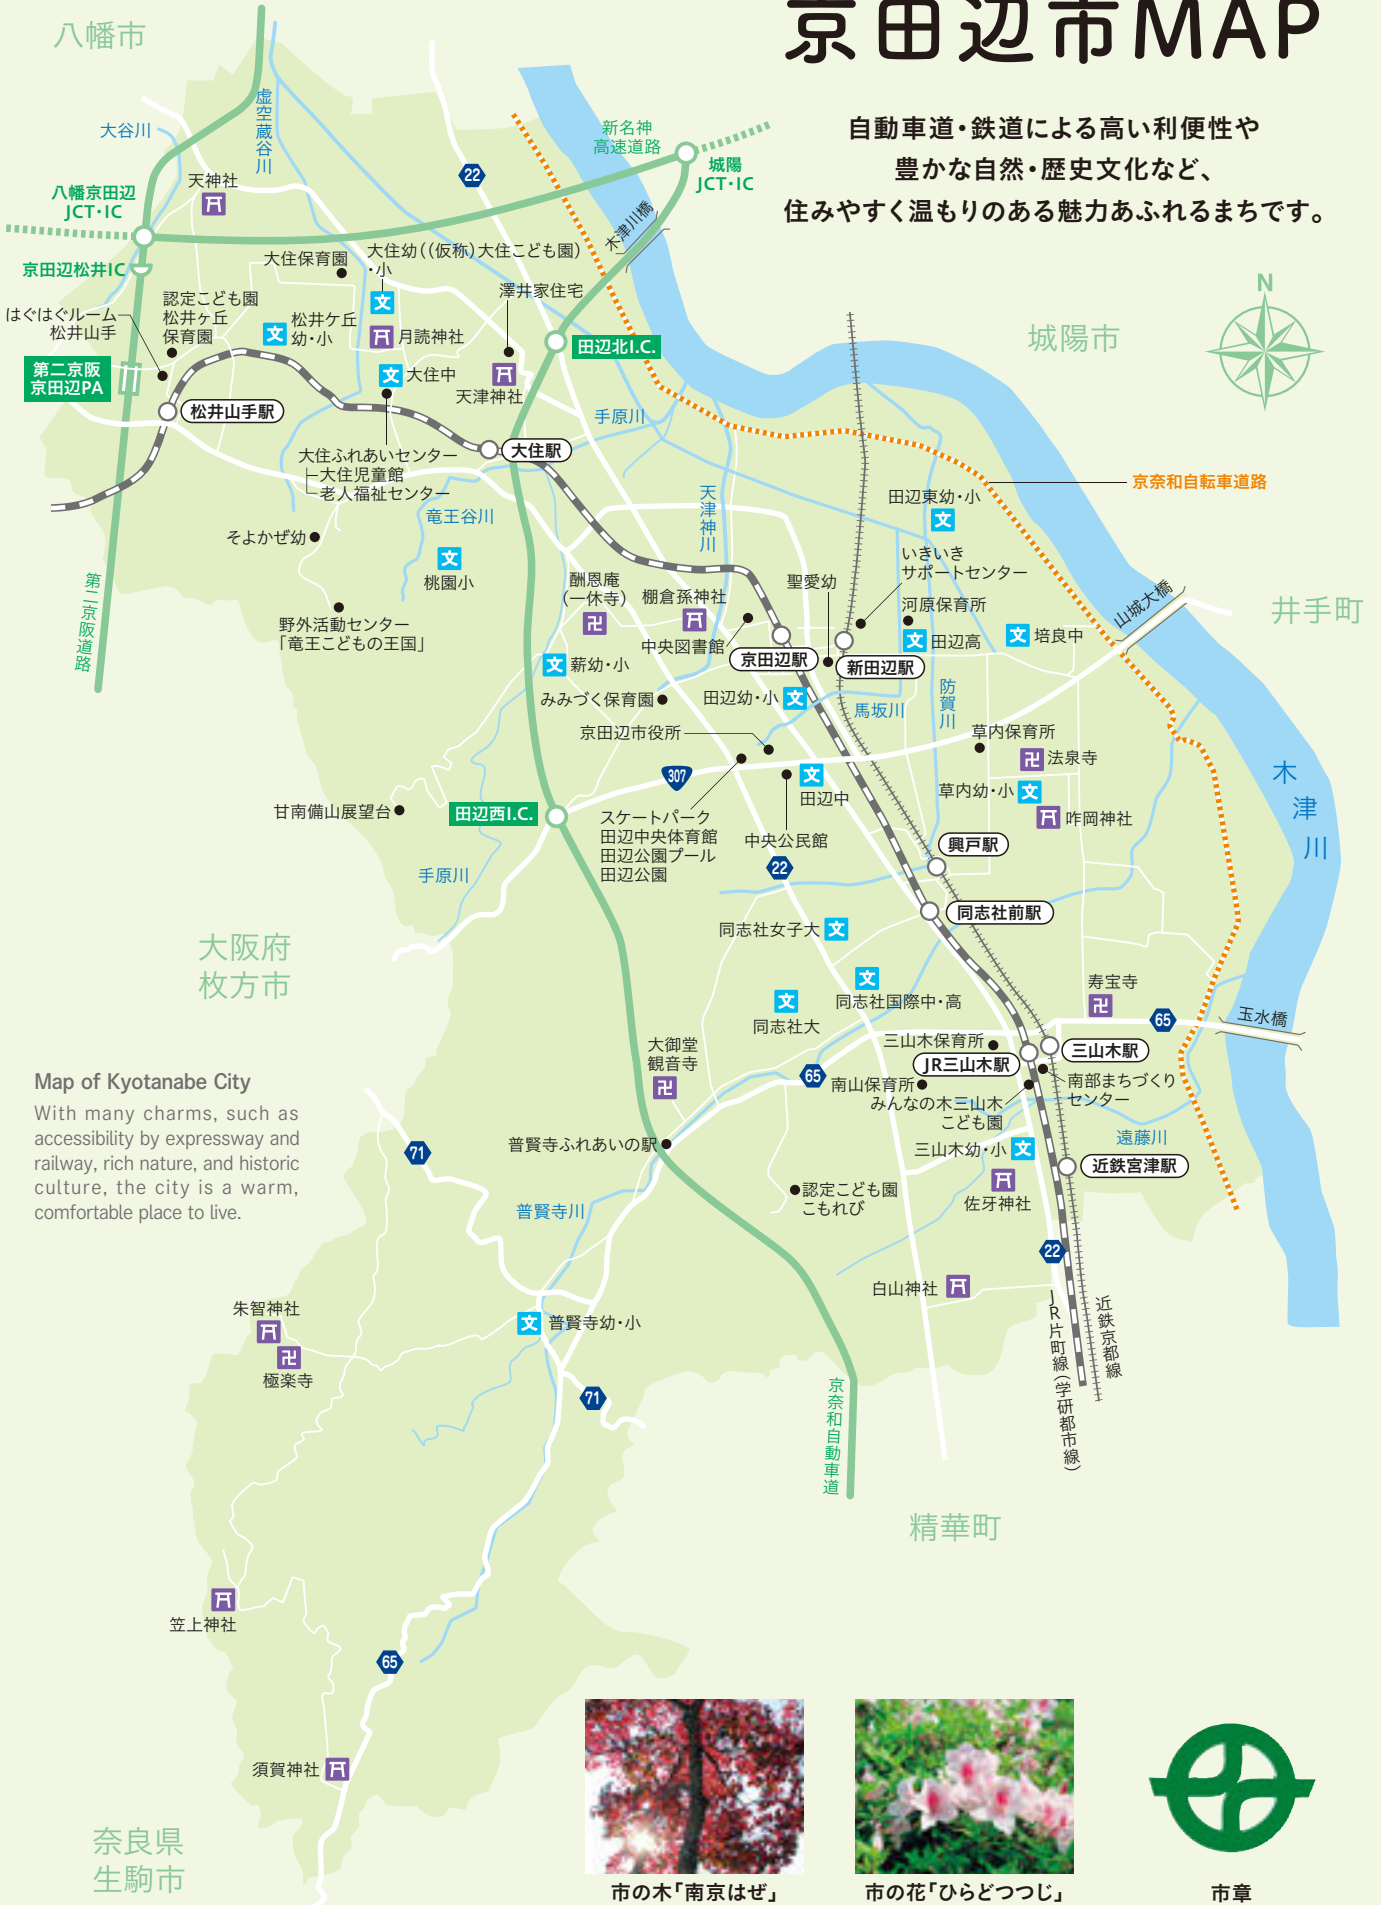 京田辺市MAP
自動車道・鉄道による高い利便性や
豊かな自然・歴史文化など、
住みやすく温もりのある魅力あふれるまちです。
八幡市
大谷川
虚空蔵谷川
新名神
高速道路
城陽
JCT・IC
22
天神社
八幡京田辺
JCT・IC
木津川橋
京田辺松井IC
大住保育園
大住幼((仮称)大住こども園)
・小
文
澤井家住宅
N
城陽市
はぐはぐルーム
松井山手
認定こども園
松井ヶ丘
保育園
文
松井ケ丘
幼・小
月読神社
田辺北I.C.
第二京阪
京田辺PA
文
大住中
天津神社
松井山手駅
手原川
大住駅
大住ふれあいセンター
大住児童館
老人福祉センター
京奈和自転車道路
田辺東幼・小
文
天津神川
竜王谷川
そよかぜ幼
文
桃園小
いきいき
サポートセンター
聖愛幼
第二京阪道路
酬恩庵
(一休寺)
卍
棚倉孫神社
河原保育所
山城大橋
井手町
野外活動センター
「竜王こどもの王国」
中央図書館
京田辺駅
新田辺駅
文
田辺高
文
培良中
文
薪幼・小
みみづく保育園
田辺幼・小
文
馬坂川
防賀川
京田辺市役所
草内保育所
卍
法泉寺
307
文
田辺中
草内幼・小
文
木津川
甘南備山展望台
田辺西I.C.
スケートパーク
田辺中央体育館
田辺公園プール
田辺公園
中央公民館
咋岡神社
興戸駅
22
手原川
同志社前駅
大阪府
枚方市
同志社女子大
文
文
同志社国際中・高
文
同志社大
寿宝寺
卍
65
玉水橋
大御堂
観音寺
卍
三山木保育所
三山木駅
JR三山木駅
65
南山保育所
みんなの木三山木
こども園
南部まちづくり
センター
Map of Kyotanabe City
With many charms, such as
accessibility by expressway and
railway, rich nature, and historic
culture, the city is a warm,
comfortable place to live.
71
普賢寺ふれあいの駅
遠藤川
三山木幼・小
文
近鉄宮津駅
認定こども園
こもれび
佐牙神社
普賢寺川
22
白山神社
朱智神社
卍
極楽寺
文
普賢寺幼・小
JR片町線(学研都市線)
近鉄京都線
71
京奈和自動車道
精華町
笠上神社
65
須賀神社
奈良県
生駒市
市の木「南京はぜ」
市の花「ひらどつつじ」
市章